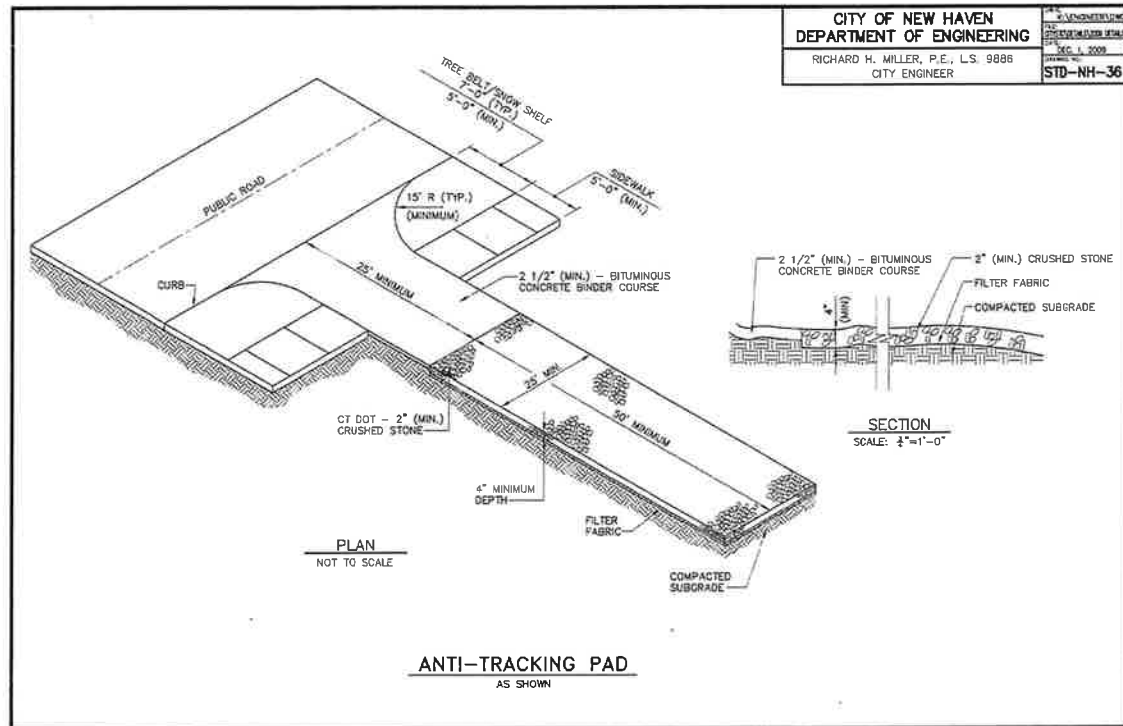 CITY OF NEW HAVEN
DEPARTMENT OF ENGINEERING
RICHARD H. MILLER, P.E., L.S. 9886
CITY ENGINEER
DEC. 1, 2009
DRAWING NO.:
STD-NH-36
TREE BELT/SNOW SHELF
7'-0" (TYP.)
5'-0" (MIN.)
SIDEWALK
5'-0" (MIN.)
PUBLIC ROAD
15' R (TYP.)
(MINIMUM)
25' MINIMUM
CURB
2 1/2" (MIN.) - BITUMINOUS
CONCRETE BINDER COURSE
25' MIN.
50' MINIMUM
CT DOT - 2" (MIN.)
CRUSHED STONE
4" MINIMUM
DEPTH
FILTER
FABRIC
COMPACTED
SUBGRADE
PLAN
NOT TO SCALE
2 1/2" (MIN.) - BITUMINOUS
CONCRETE BINDER COURSE
4"
(MIN)
2" (MIN.) CRUSHED STONE
FILTER FABRIC
COMPACTED SUBGRADE
SECTION
SCALE: =1'-0"
ANTI-TRACKING PAD
AS SHOWN